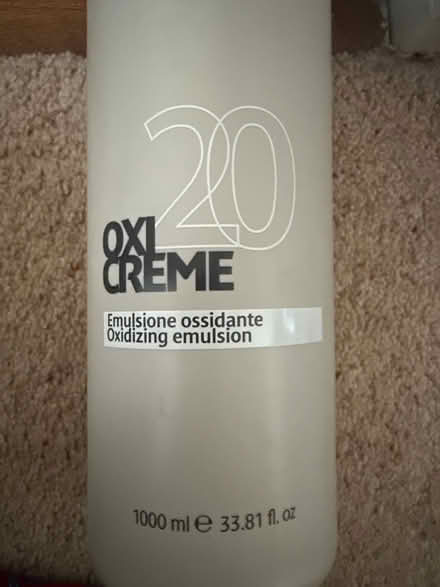 20
OXI
CREME
Emulsione ossidante
Oxidizing emulsion
1000 ml ℮ 33.81 fl. oz